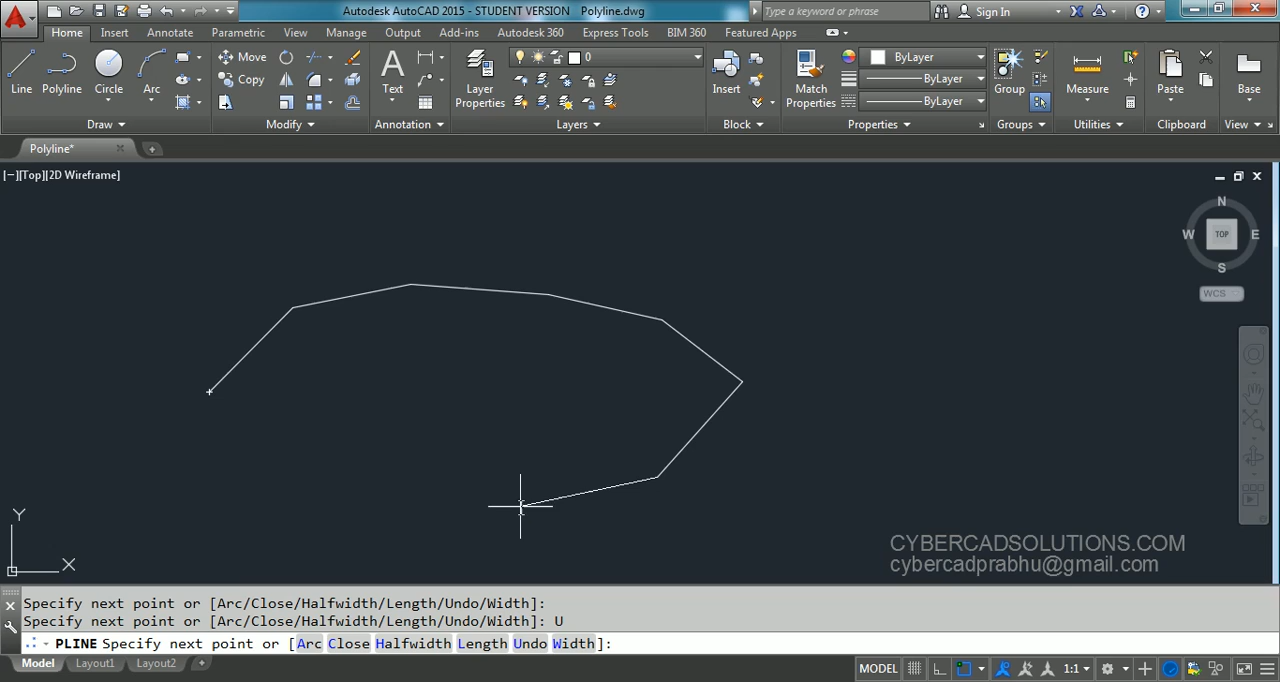 Autodesk AutoCAD 2015 - STUDENT VERSION Polyline.dwg
Type a keyword or phrase
Sign In
Home Insert Annotate Parametric View Manage Output Add-ins Autodesk 360 Express Tools BIM 360 Featured Apps
Line Polyline Circle Arc
Move
Copy
Text
Layer
Properties
0
Insert
Match
Properties
ByLayer
ByLayer
ByLayer
Group
Measure
Paste
Base
Draw Modify Annotation Layers Block Properties Groups Utilities Clipboard View
Polyline*
[−][Top][2D Wireframe]
N
W TOP E
S
WCS
Y
X
CYBERCADSOLUTIONS.COM
cybercadprabhu@gmail.com
Specify next point or [Arc/Close/Halfwidth/Length/Undo/Width]:
Specify next point or [Arc/Close/Halfwidth/Length/Undo/Width]: U
PLINE Specify next point or [Arc Close Halfwidth Length Undo Width]:
Model Layout1 Layout2 +
MODEL 1:1